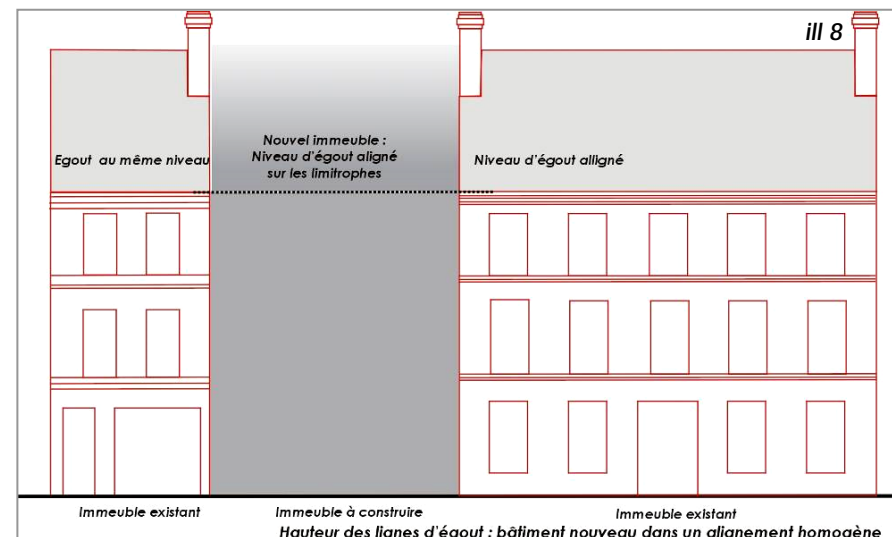 ill 8
Egout au même niveau
Nouvel immeuble :
Niveau d'égout aligné
sur les limitrophes
Niveau d'égout alligné
Immeuble existant
Immeuble à construire
Immeuble existant
Hauteur des lignes d'égout : bâtiment nouveau dans un alignement homogène